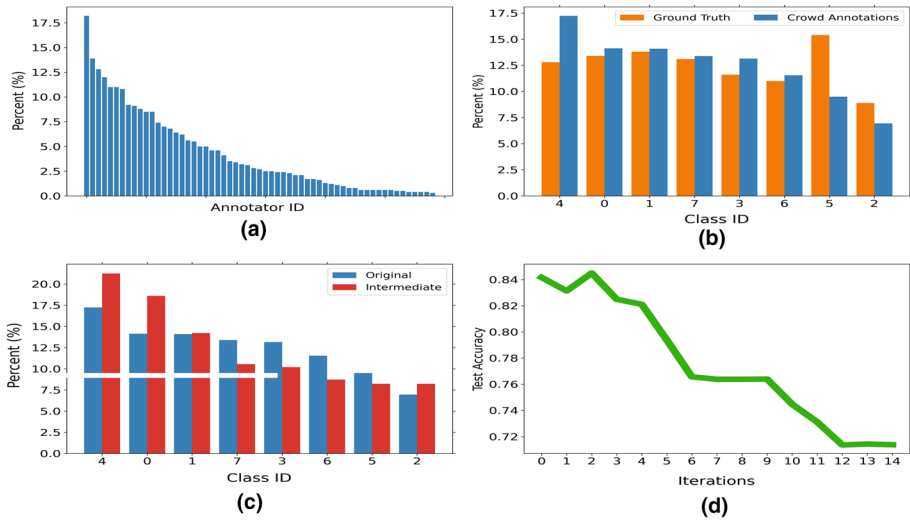 17.5
15.0
12.5
10.0
7.5
5.0
2.5
0.0
Percent (%)
Annotator ID
(a)
17.5
15.0
12.5
10.0
7.5
5.0
2.5
0.0
Percent (%)
Ground Truth
Crowd Annotations
4 0 1 7 3 6 5 2
Class ID
(b)
20.0
17.5
15.0
12.5
10.0
7.5
5.0
2.5
0.0
Percent (%)
Original
Intermediate
4 0 1 7 3 6 5 2
Class ID
(c)
0.84
0.82
0.80
0.78
0.76
0.74
0.72
Test Accuracy
0 1 2 3 4 5 6 7 8 9 10 11 12 13 14
Iterations
(d)